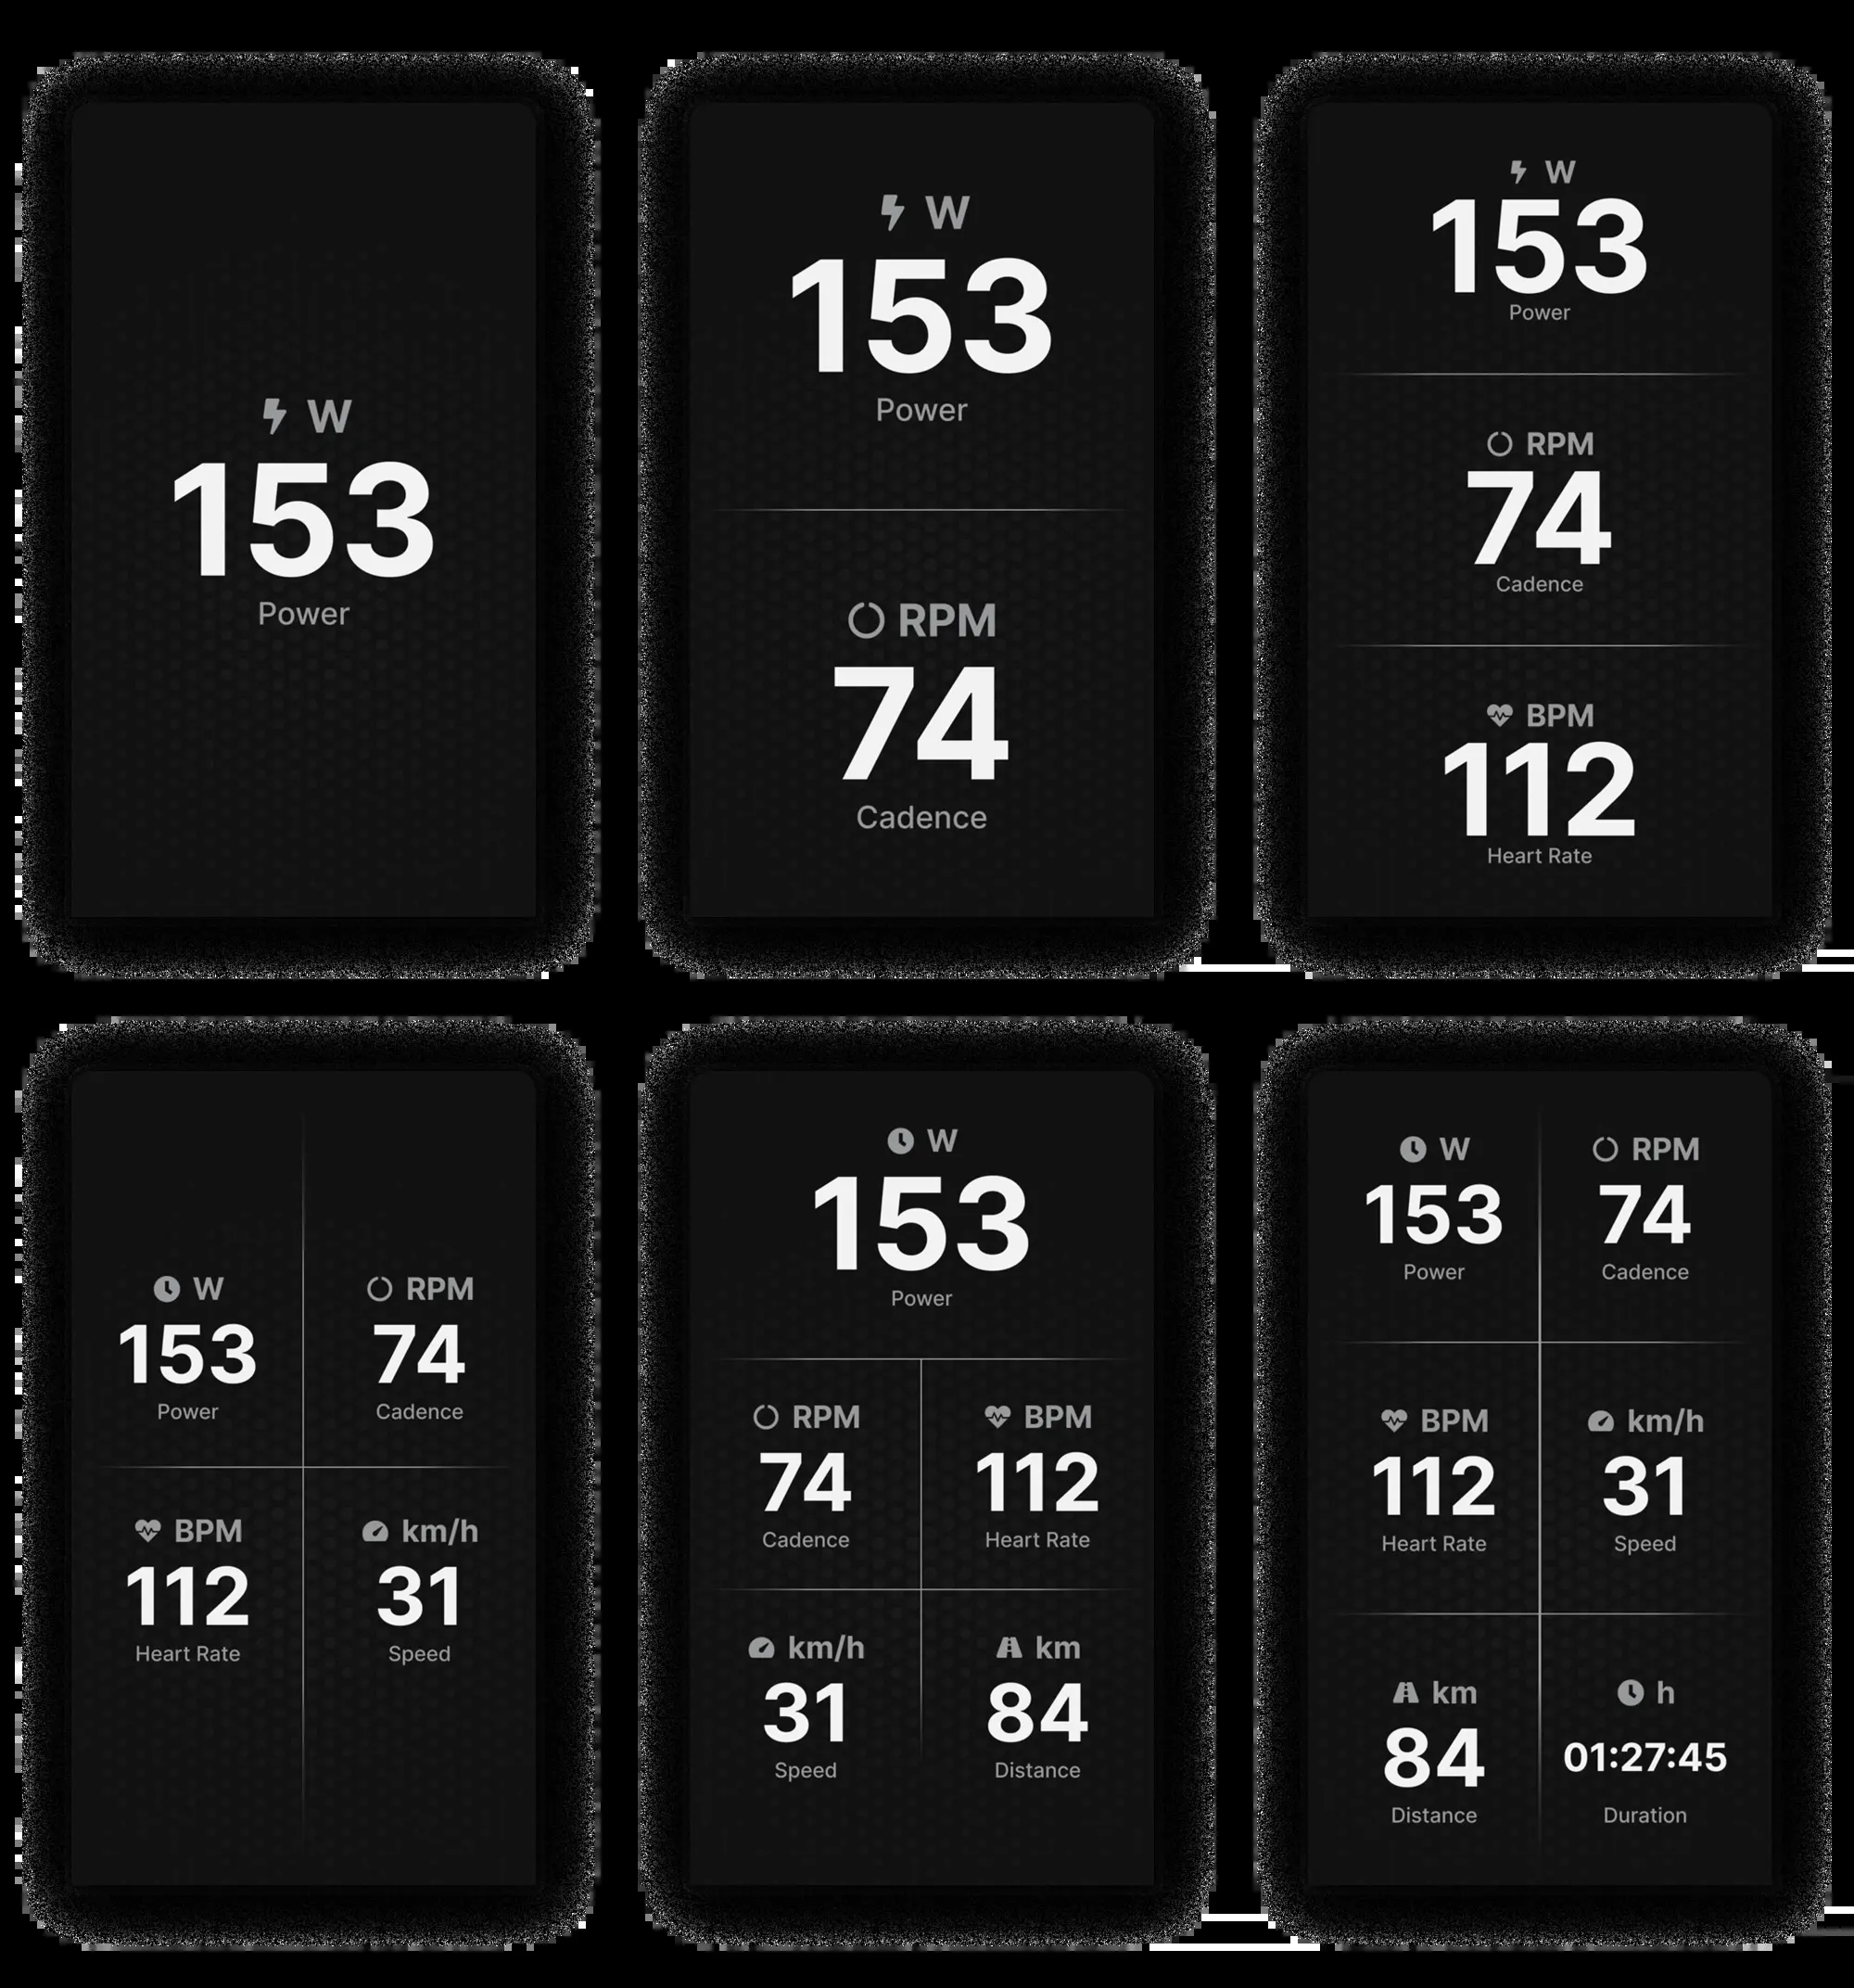 W
153
Power
W
153
Power
RPM
74
Cadence
W
153
Power
RPM
74
Cadence
BPM
112
Heart Rate
W
153
Power
RPM
74
Cadence
BPM
112
Heart Rate
km/h
31
Speed
W
153
Power
RPM
74
Cadence
BPM
112
Heart Rate
km/h
31
Speed
km
84
Distance
W
153
Power
RPM
74
Cadence
BPM
112
Heart Rate
km/h
31
Speed
km
84
Distance
h
01:27:45
Duration